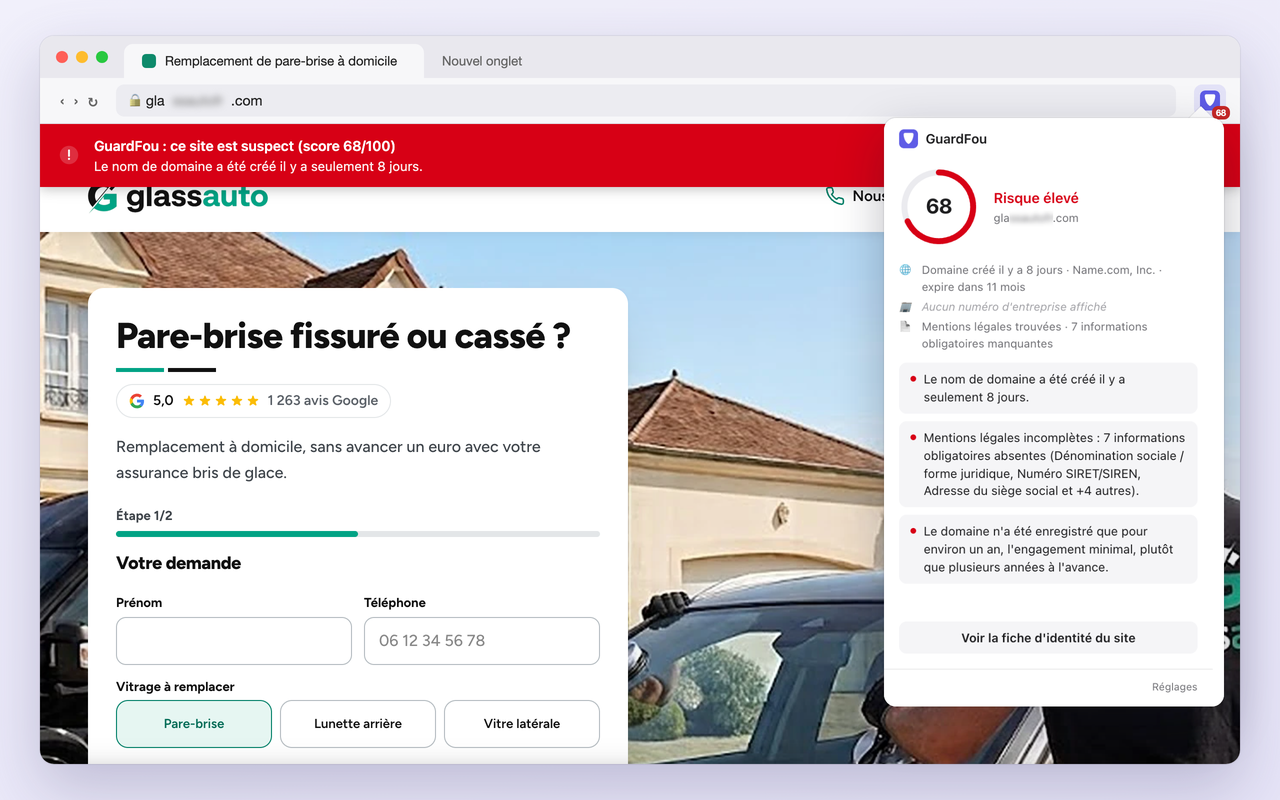 Remplacement de pare-brise à domicile
Nouvel onglet
gla
.com
68
GuardFou : ce site est suspect (score 68/100)
Le nom de domaine a été créé il y a seulement 8 jours.
glassauto
Nous
Pare-brise fissuré ou cassé ?
5,0 ★★★★★ 1 263 avis Google
Remplacement à domicile, sans avancer un euro avec votre
assurance bris de glace.
Étape 1/2
Votre demande
Prénom
Téléphone
06 12 34 56 78
Vitrage à remplacer
Pare-brise
Lunette arrière
Vitre latérale
GuardFou
68
Risque élevé
gla
.com
Domaine créé il y a 8 jours · Name.com, Inc. ·
expire dans 11 mois
Aucun numéro d'entreprise affiché
Mentions légales trouvées · 7 informations
obligatoires manquantes
Le nom de domaine a été créé il y a
seulement 8 jours.
Mentions légales incomplètes : 7 informations
obligatoires absentes (Dénomination sociale /
forme juridique, Numéro SIRET/SIREN,
Adresse du siège social et +4 autres).
Le domaine n'a été enregistré que pour
environ un an, l'engagement minimal, plutôt
que plusieurs années à l'avance.
Voir la fiche d'identité du site
Réglages